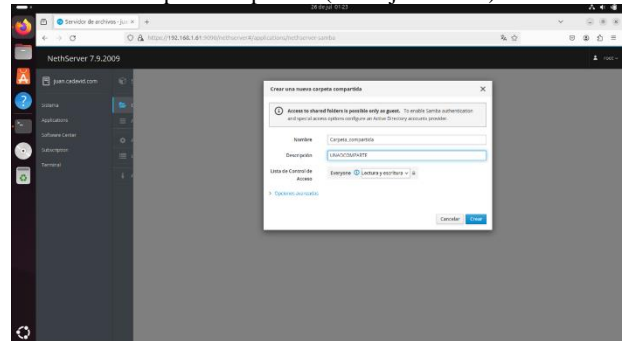 26 de jul 01:23
Servidor de archivos - jua
https://192.168.1.81:9090/nethserver#/applications/nethserver-samba
NethServer 7.9.2009
root
juan.cadavid.com
Sistema
Applications
Software Center
Subscription
Terminal
Crear una nueva carpeta compartida
Access to shared folders is possible only as guest. To enable Samba authentication
and special access options configure an Active Directory accounts provider.
Nombre
Carpeta_compartida
Descripción
UNADCOMPARTE
Lista de Control de
Acceso
Everyone
Lectura y escritura
Opciones avanzadas
Cancelar
Crear